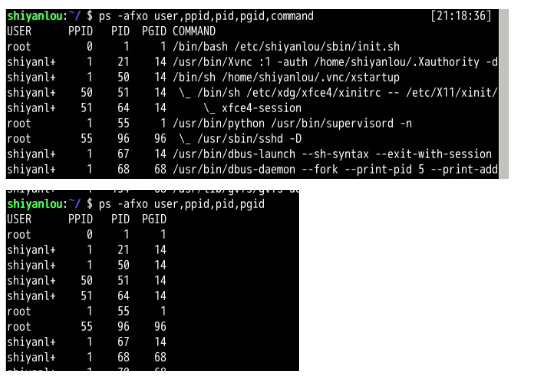 shiyanlou:~/ $ ps -afxo user,ppid,pid,pgid,command [21:18:36]
USER PPID PID PGID COMMAND
root 0 1 1 /bin/bash /etc/shiyanlou/sbin/init.sh
shiyanl+ 1 21 14 /usr/bin/Xvnc :1 -auth /home/shiyanlou/.Xauthority -d
shiyanl+ 1 50 14 /bin/sh /home/shiyanlou/.vnc/xstartup
shiyanl+ 50 51 14 \_ /bin/sh /etc/xdg/xfce4/xinitrc -- /etc/X11/xinit/
shiyanl+ 51 64 14 \_ xfce4-session
root 1 55 1 /usr/bin/python /usr/bin/supervisord -n
root 55 96 96 \_ /usr/sbin/sshd -D
shiyanl+ 1 67 14 /usr/bin/dbus-launch --sh-syntax --exit-with-session
shiyanl+ 1 68 68 /usr/bin/dbus-daemon --fork --print-pid 5 --print-add
shiyanlou:~/ $ ps -afxo user,ppid,pid,pgid
USER PPID PID PGID
root 0 1 1
shiyanl+ 1 21 14
shiyanl+ 1 50 14
shiyanl+ 50 51 14
shiyanl+ 51 64 14
root 1 55 1
root 55 96 96
shiyanl+ 1 67 14
shiyanl+ 1 68 68